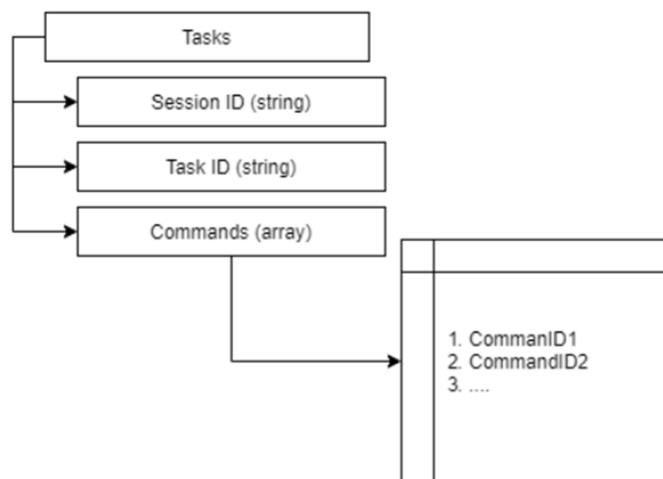 Tasks
Session ID (string)
Task ID (string)
Commands (array)
1. CommanID1
2. CommandID2
3. ....